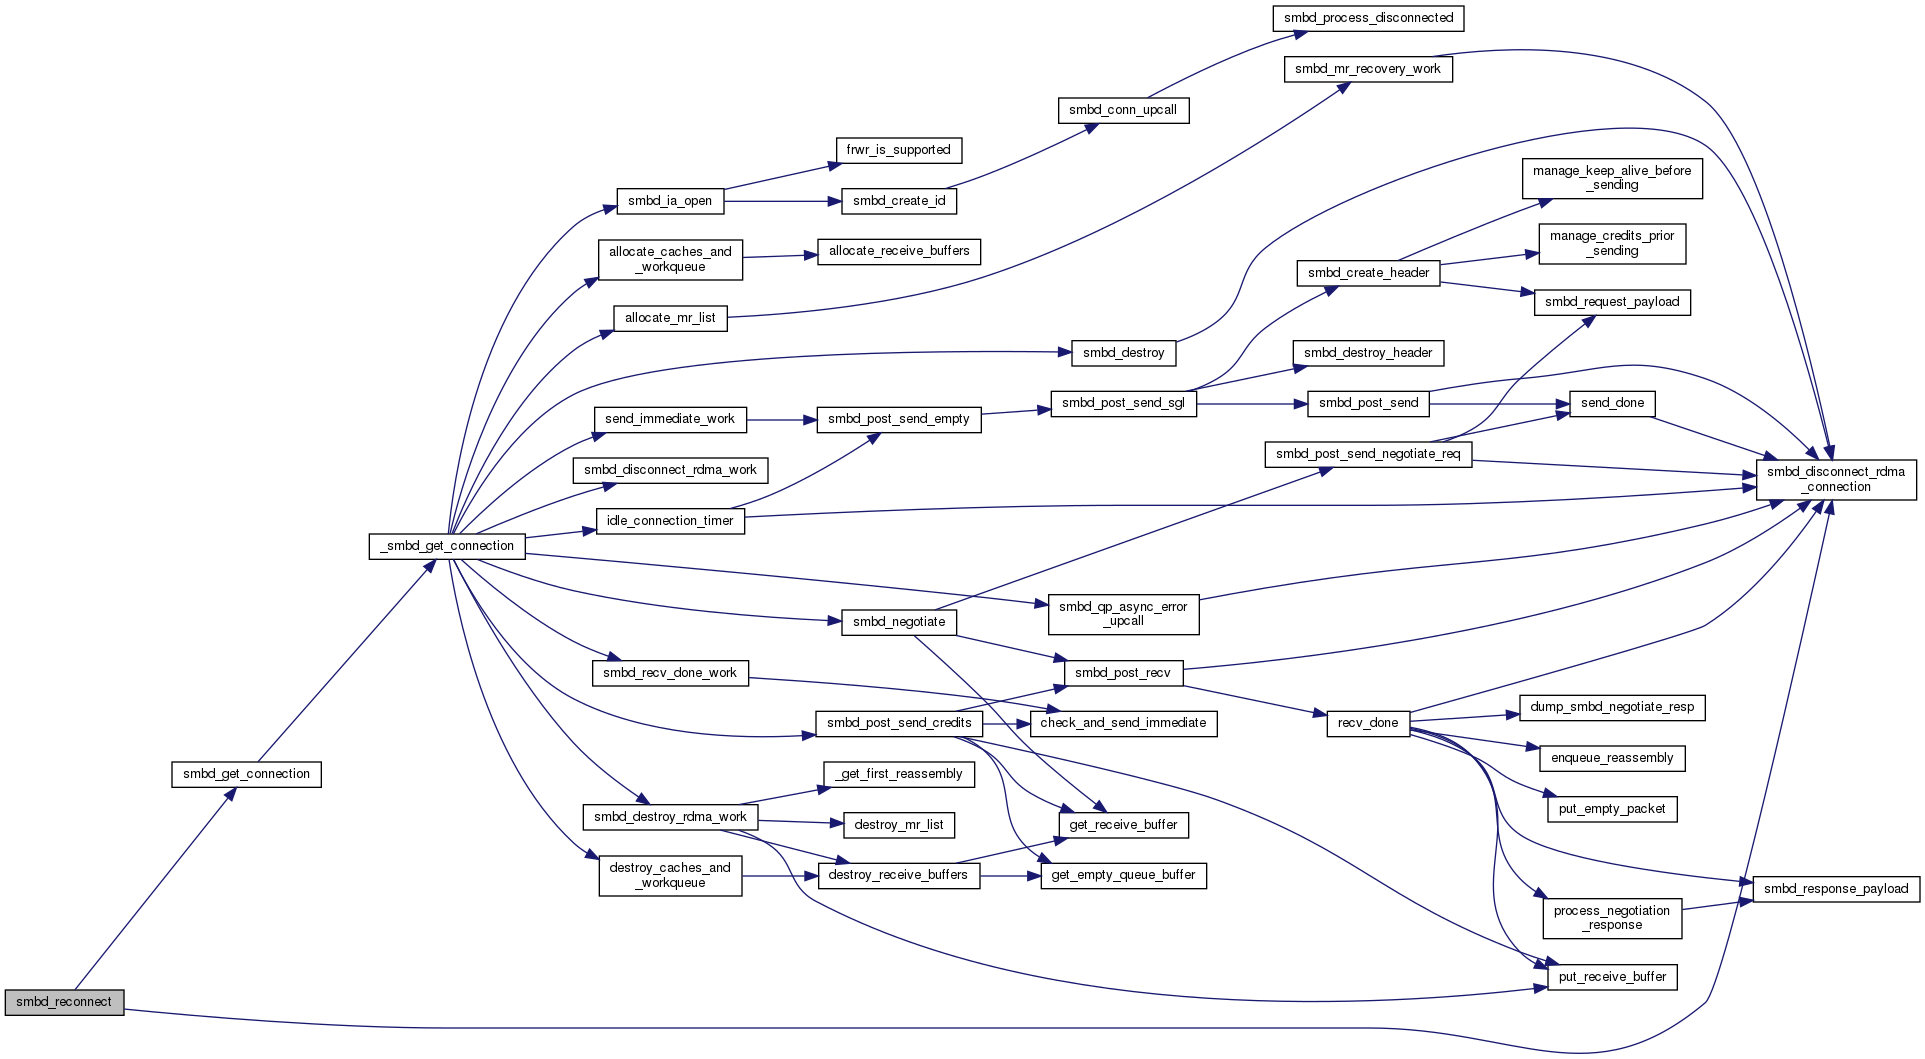 smbd_process_disconnected
smbd_mr_recovery_work
smbd_conn_upcall
frwr_is_supported
manage_keep_alive_before
_sending
smbd_ia_open
smbd_create_id
manage_credits_prior
_sending
allocate_caches_and
_workqueue
allocate_receive_buffers
smbd_create_header
smbd_request_payload
allocate_mr_list
smbd_destroy
smbd_destroy_header
send_immediate_work
smbd_post_send_empty
smbd_post_send_sgl
smbd_post_send
send_done
smbd_disconnect_rdma_work
smbd_post_send_negotiate_req
smbd_disconnect_rdma
_connection
idle_connection_timer
_smbd_get_connection
smbd_qp_async_error
_upcall
smbd_negotiate
smbd_recv_done_work
smbd_post_recv
smbd_post_send_credits
check_and_send_immediate
recv_done
dump_smbd_negotiate_resp
enqueue_reassembly
smbd_get_connection
_get_first_reassembly
put_empty_packet
smbd_destroy_rdma_work
destroy_mr_list
get_receive_buffer
destroy_caches_and
_workqueue
destroy_receive_buffers
get_empty_queue_buffer
smbd_response_payload
process_negotiation
_response
put_receive_buffer
smbd_reconnect